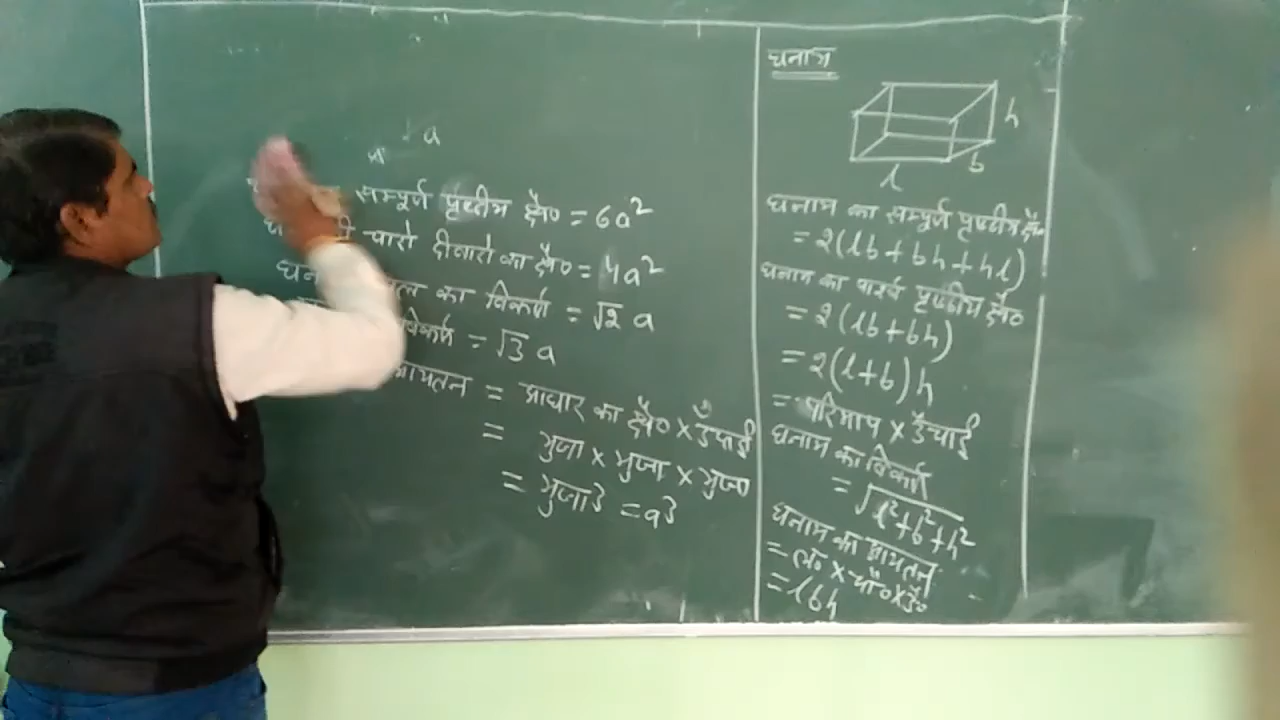 a
सम्पूर्ण पृष्ठीय क्षै० = 6a²
चारो दीवारो का क्षै० = 4a²
का विकर्ण = √2 a
विकर्ण = √3 a
आयतन = आधार का क्षै० × ऊँचाई
= भुजा × भुजा × भुजा
= भुजा3 = a3
घनाभ
h
b
l
घनाभ का सम्पूर्ण पृष्ठीय क्षै०
= 2(lb + bh + hl)
घनाभ का पार्श्व पृष्ठीय क्षै०
= 2(lb + bh)
= 2(l+b)h
= परिमाप × ऊँचाई
घनाभ का विकर्ण
= √l²+b²+h²
घनाभ का आयतन
= ल० × चौ० × ऊँ०
= lbh